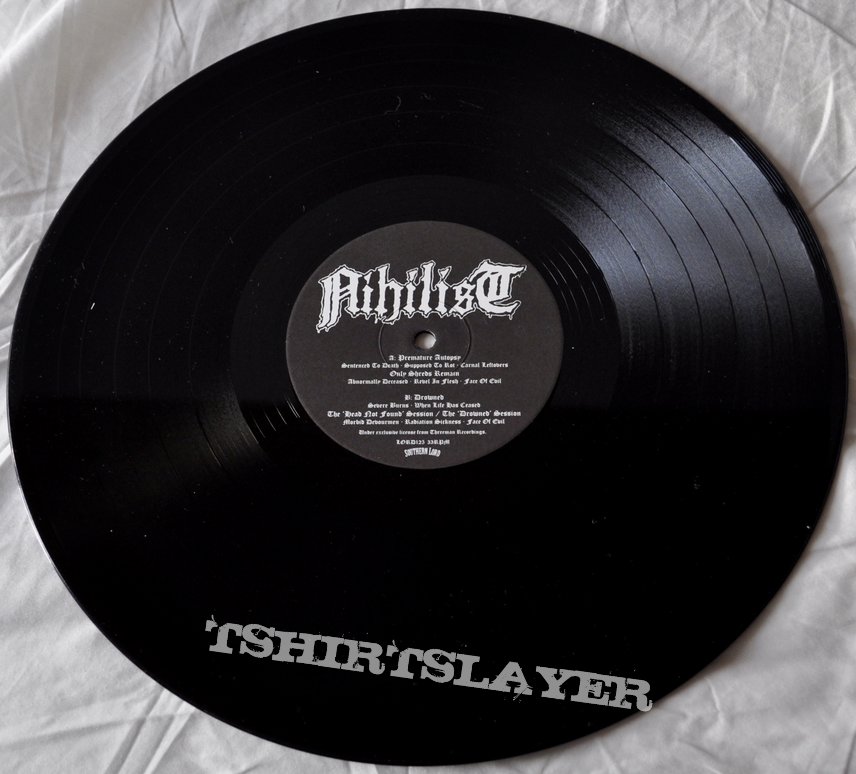 Nihilist
A: Premature Autopsy
Sentenced To Death · Supposed To Rot · Carnal Leftovers
Only Shreds Remain
Abnormally Deceased · Revel In Flesh · Face Of Evil
B: Drowned
Severe Burns · When Life Has Ceased
The 'Head Not Found' Session / The 'Drowned' Session
Morbid Devourmen · Radiation Sickness · Face Of Evil
Under exclusive license from Threeman Recordings.
LORD125 33RPM
SOUTHERN LORD
TSHIRTSLAYER